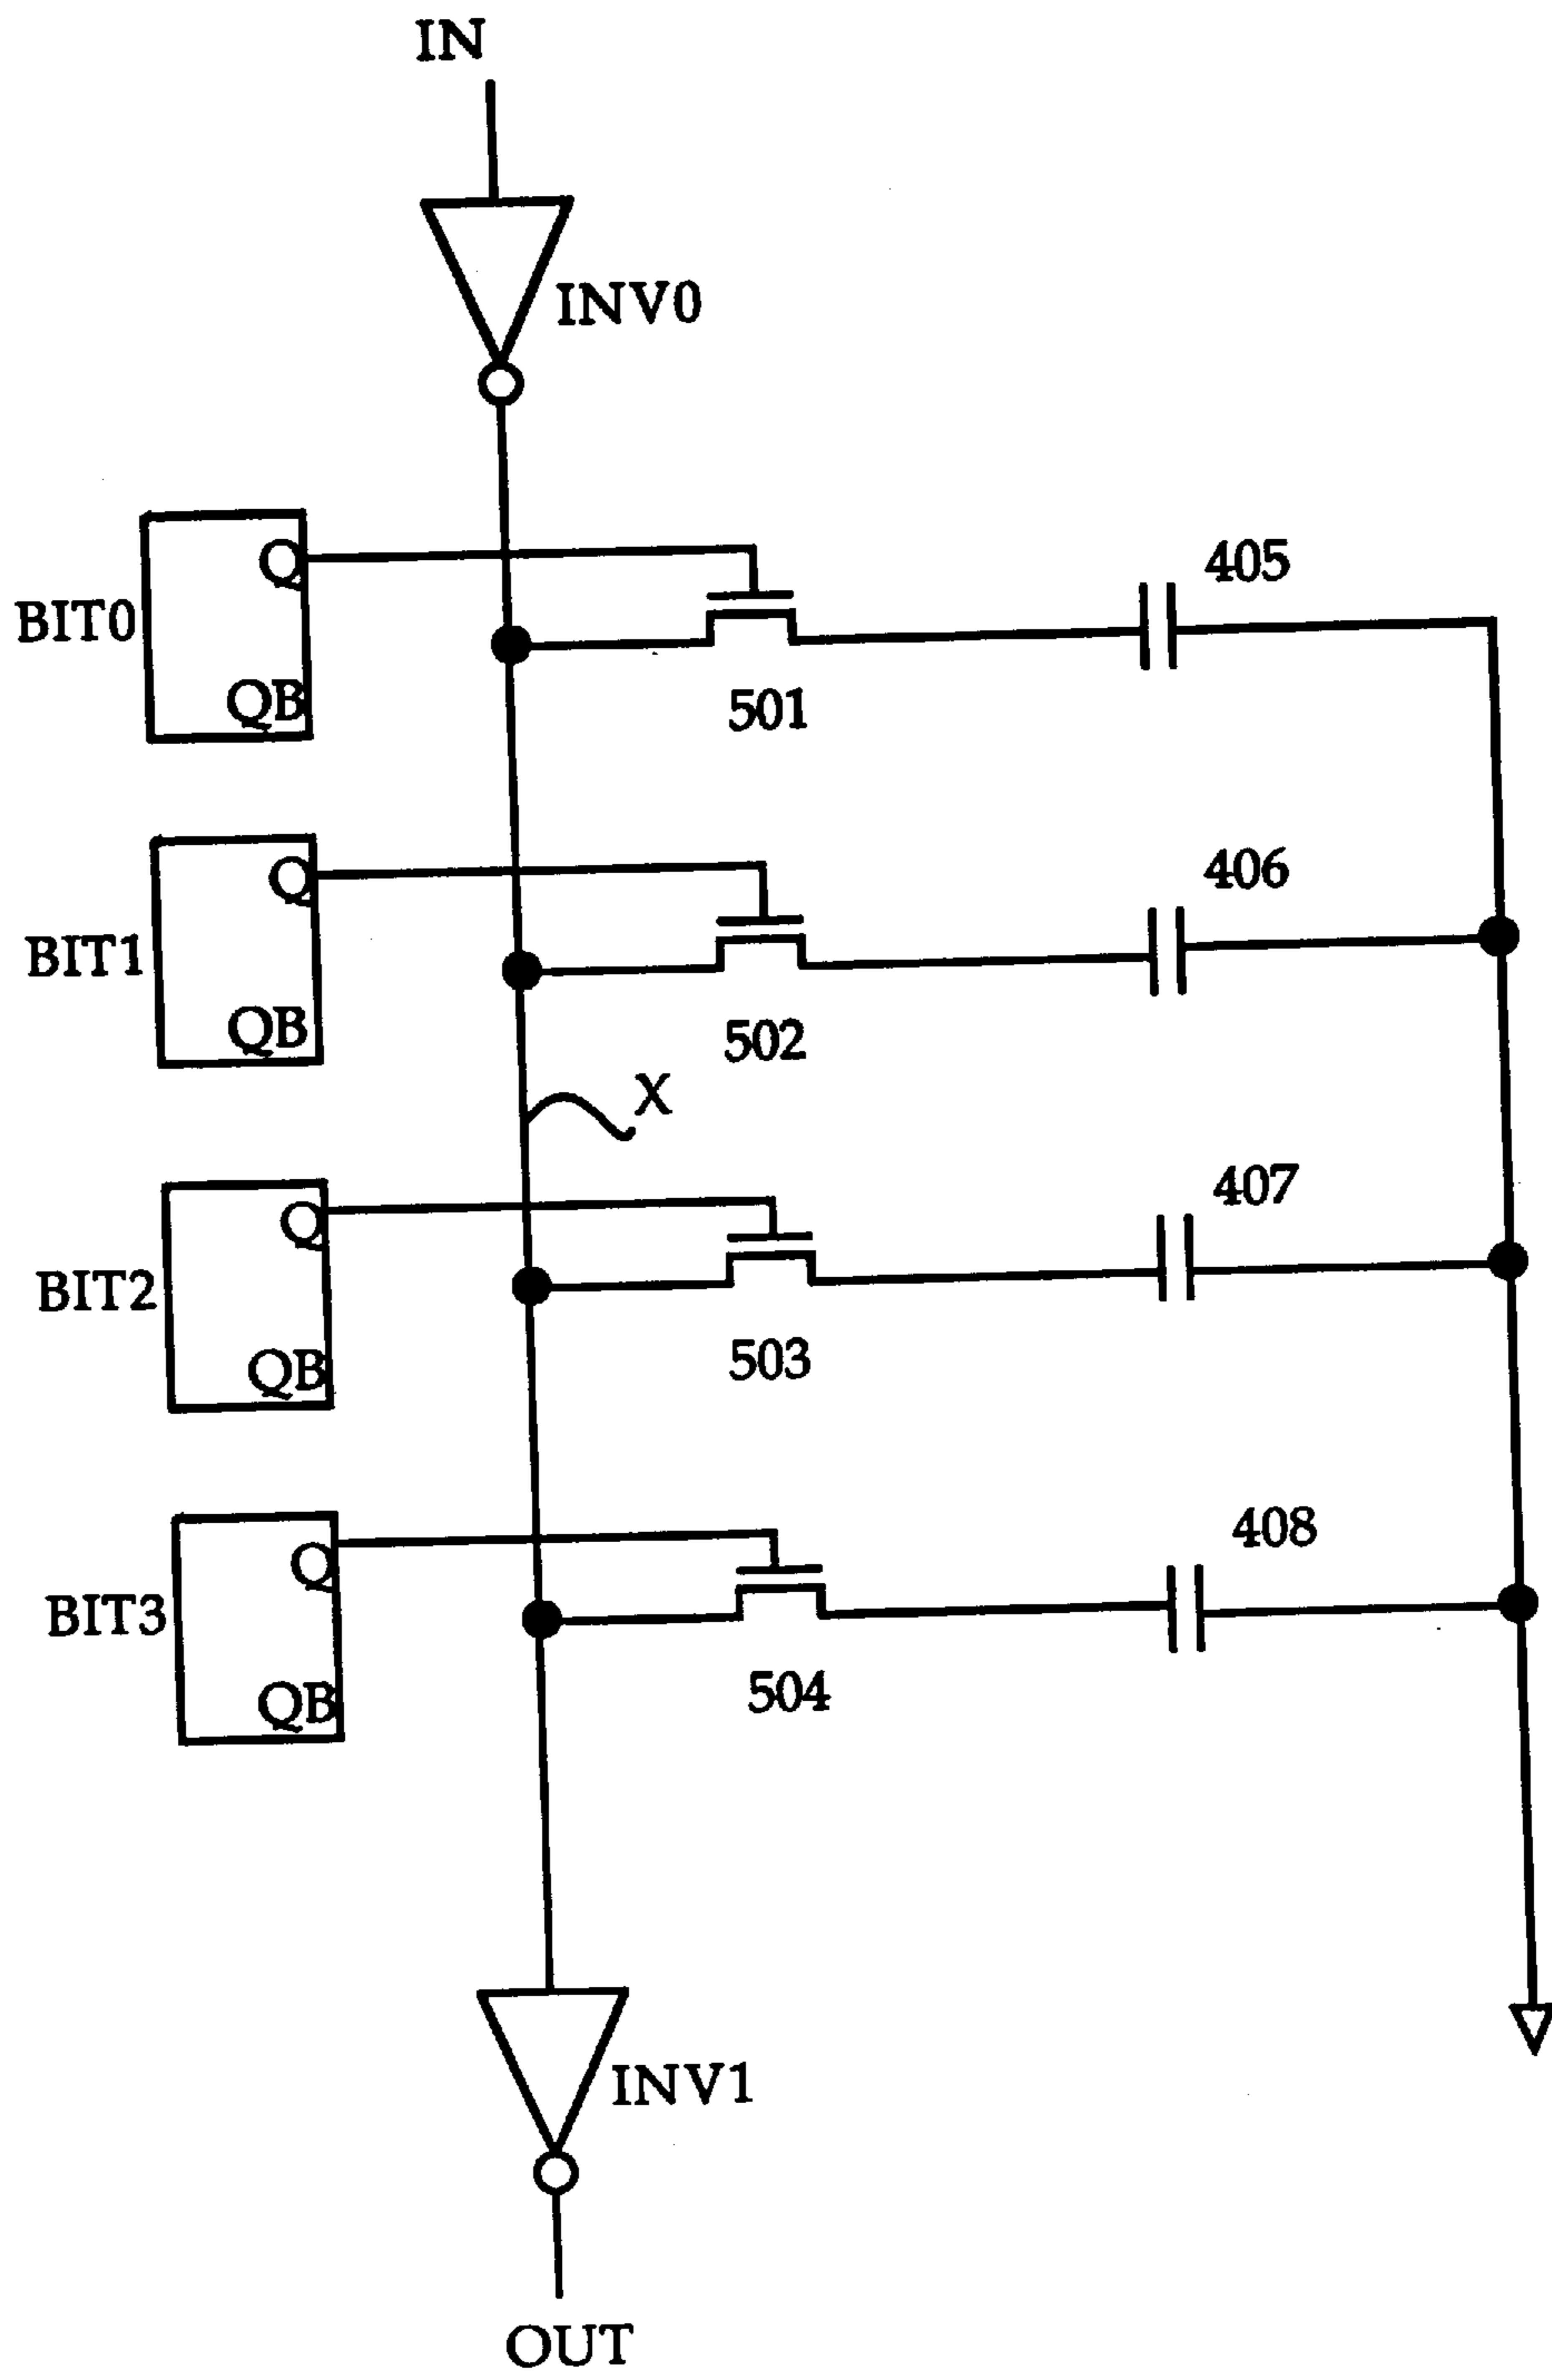 IN
INV0
Q
405
BIT0
QB
501
Q
406
BIT1
QB
502
X
Q
407
BIT2
QB
503
Q
408
BIT3
QB
504
INV1
OUT